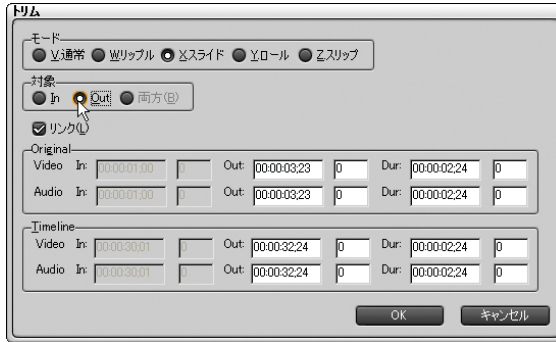 トリム
モード
V.通常 Wリップル Xスライド Y.ロール Z.スリップ
対象
In Out 両方(B)
リンク(L)
Original
Video In: 00:00:01;00 0 Out: 00:00:03;23 0 Dur: 00:00:02;24 0
Audio In: 00:00:01;00 0 Out: 00:00:03;23 0 Dur: 00:00:02;24 0
Timeline
Video In: 00:00:30;01 0 Out: 00:00:32;24 0 Dur: 00:00:02;24 0
Audio In: 00:00:30;01 0 Out: 00:00:32;24 0 Dur: 00:00:02;24 0
OK キャンセル